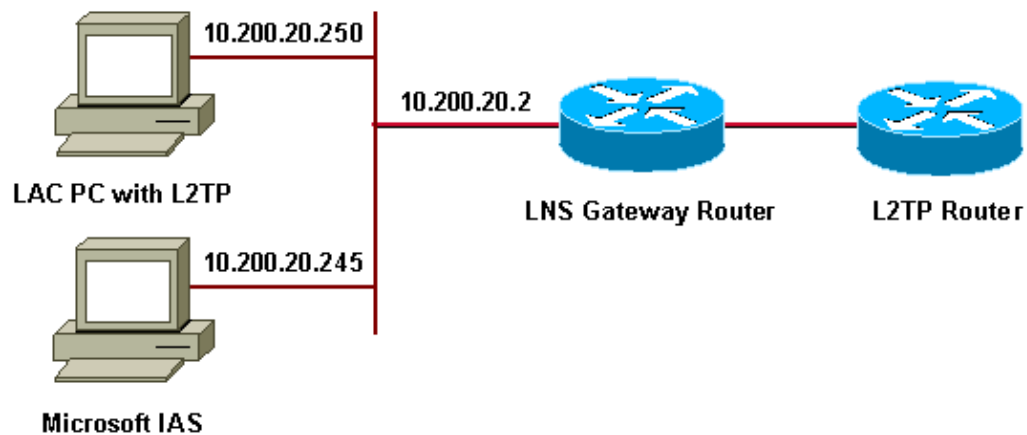 10.200.20.250
10.200.20.2
LAC PC with L2TP
LNS Gateway Router
L2TP Router
10.200.20.245
Microsoft IAS